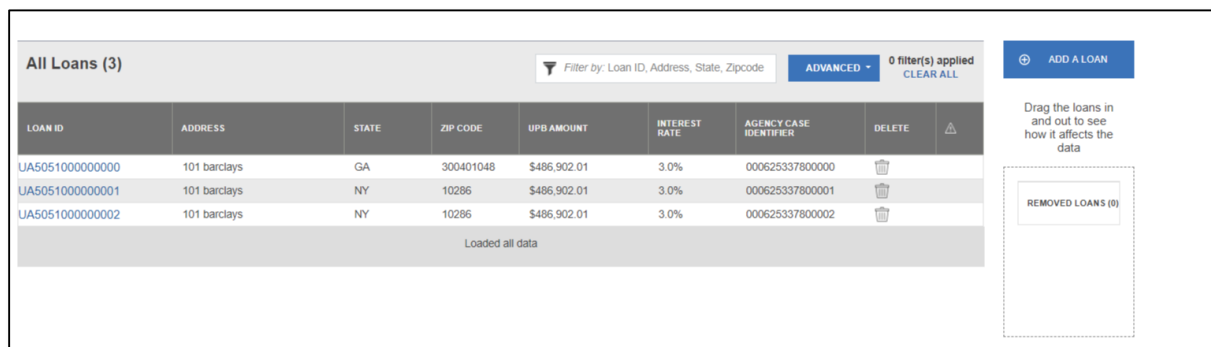 All Loans (3)
Filter by: Loan ID, Address, State, Zipcode
ADVANCED
0 filter(s) applied
CLEAR ALL
ADD A LOAN
LOAN ID ADDRESS STATE ZIP CODE UPB AMOUNT INTEREST RATE AGENCY CASE IDENTIFIER DELETE
UA5051000000000 101 barclays GA 300401048 $486,902.01 3.0% 000625337800000
UA5051000000001 101 barclays NY 10286 $486,902.01 3.0% 000625337800001
UA5051000000002 101 barclays NY 10286 $486,902.01 3.0% 000625337800002
Loaded all data
Drag the loans in
and out to see
how it affects the
data
REMOVED LOANS (0)